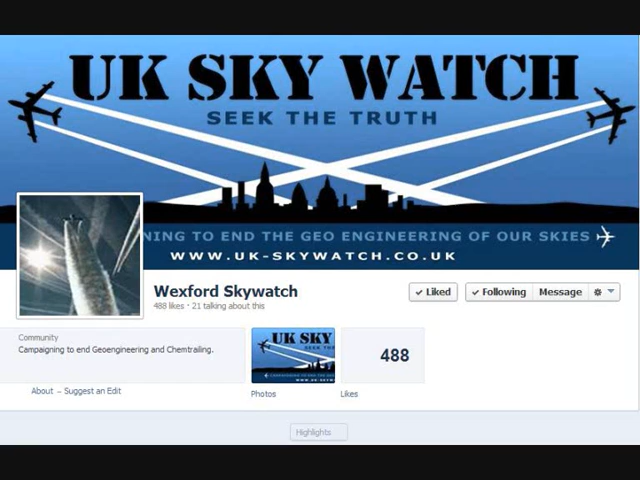 UK SKY WATCH
SEEK THE TRUTH
NING TO END THE GEO ENGINEERING OF OUR SKIES
WWW.UK-SKYWATCH.CO.UK
Wexford Skywatch
488 likes · 21 talking about this
Liked
Following
Message
Community
Campaigning to end Geoengineering and Chemtrailing.
About – Suggest an Edit
UK SKY
SEEK THE
Photos
488
Likes
Highlights